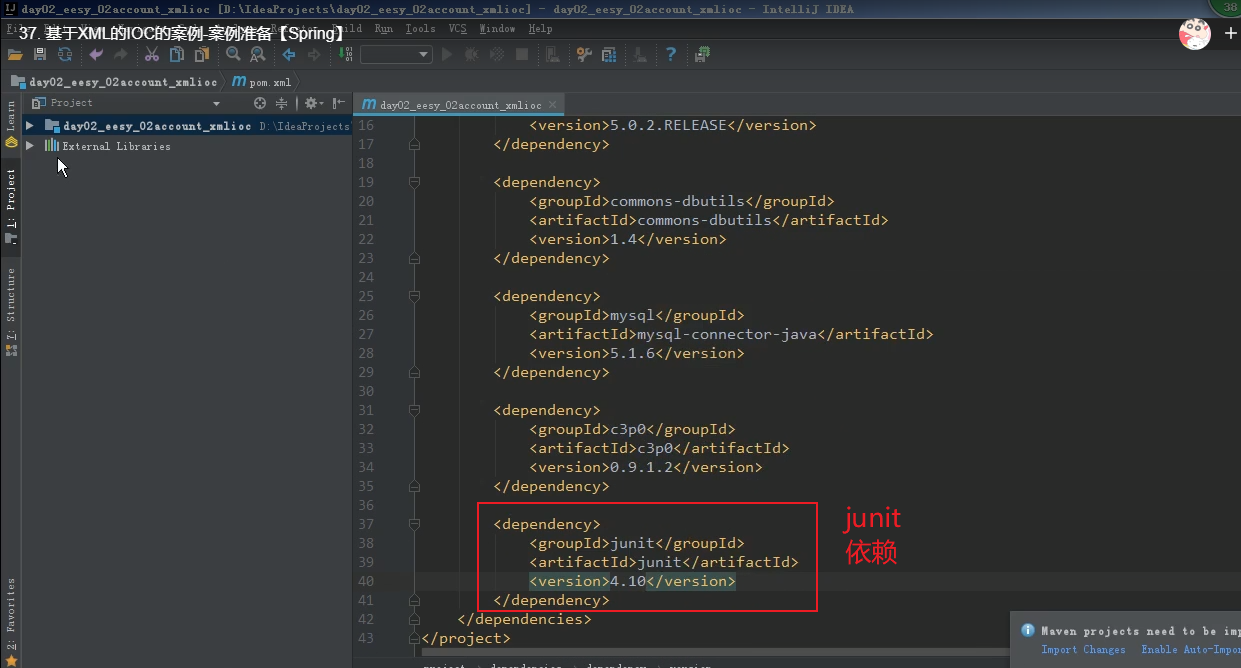 day02_eesy_02account_xmlioc [D:\IdeaProjects\day02_eesy_02account_xmlioc] - day02_eesy_02account_xmlioc - IntelliJ IDEA
37. 基于XML的IOC的案例-案例准备【Spring】
Run Tools VCS Window Help
38
day02_eesy_02account_xmlioc
pom.xml
Project
day02_eesy_02account_xmlioc
Learn
1: Project
7: Structure
2: Favorites
day02_eesy_02account_xmlioc D:\IdeaProjects
External Libraries
16 <version>5.0.2.RELEASE</version>
17 </dependency>
18
19 <dependency>
20 <groupId>commons-dbutils</groupId>
21 <artifactId>commons-dbutils</artifactId>
22 <version>1.4</version>
23 </dependency>
24
25 <dependency>
26 <groupId>mysql</groupId>
27 <artifactId>mysql-connector-java</artifactId>
28 <version>5.1.6</version>
29 </dependency>
30
31 <dependency>
32 <groupId>c3p0</groupId>
33 <artifactId>c3p0</artifactId>
34 <version>0.9.1.2</version>
35 </dependency>
36
37 <dependency>
38 <groupId>junit</groupId>
39 <artifactId>junit</artifactId>
40 <version>4.10</version>
41 </dependency>
42 </dependencies>
43 </project>
junit
依赖
Maven projects need to be
Import Changes Enable